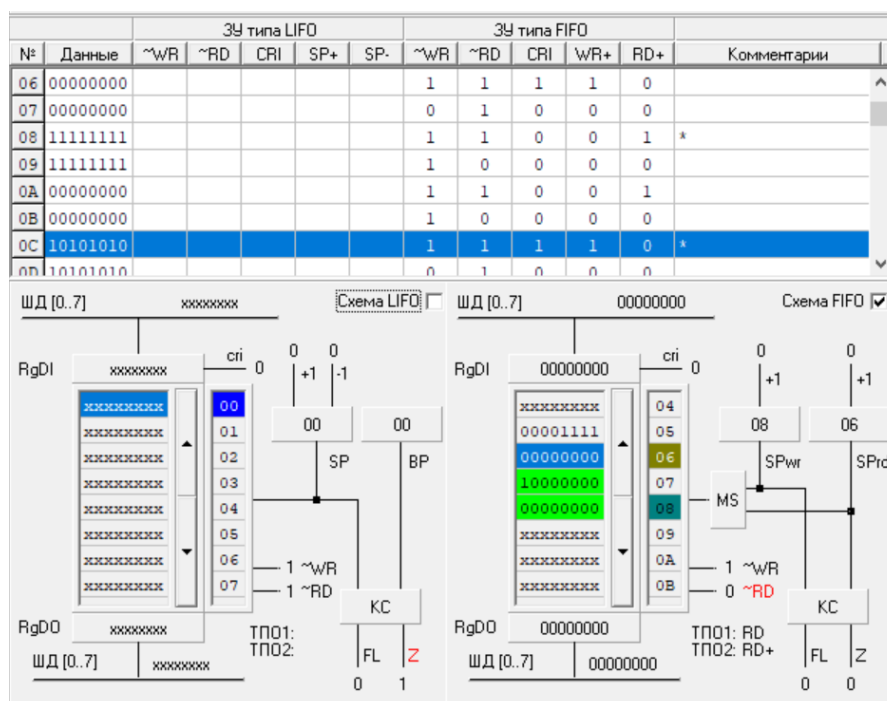 ЗУ типа LIFO ЗУ типа FIFO
№ Данные ~WR ~RD CRI SP+ SP- ~WR ~RD CRI WR+ RD+ Комментарии
06 00000000 1 1 1 1 0
07 00000000 0 1 0 0 0
08 11111111 1 1 0 0 1 *
09 11111111 1 0 0 0 0
0A 00000000 1 1 0 0 1
0B 00000000 1 0 0 0 0
0C 10101010 1 1 1 1 0 *
0D 10101010 0 1 0 0 0
ШД [0..7] xxxxxxxx Схема LIFO
RgDI xxxxxxxx cri 0 0 0
+1 -1
xxxxxxxx 00
xxxxxxxx 01 00 00
xxxxxxxx 02 SP BP
xxxxxxxx 03
xxxxxxxx 04
xxxxxxxx 05
xxxxxxxx 06 1 ~WR
xxxxxxxx 07 1 ~RD
КС
RgDO xxxxxxxx ТПО1:
ТПО2:
FL Z
ШД [0..7] xxxxxxxx
0 1
ШД [0..7] 00000000 Схема FIFO
RgDI 00000000 cri 0 0 0
+1 +1
xxxxxxxx 04
00001111 05 08 06
00000000 06 SPwr SPrd
10000000 07
00000000 08 MS
xxxxxxxx 09
xxxxxxxx 0A 1 ~WR
xxxxxxxx 0B 0 ~RD
КС
RgDO 00000000 ТПО1: RD
ТПО2: RD+
FL Z
ШД [0..7] 00000000
0 0